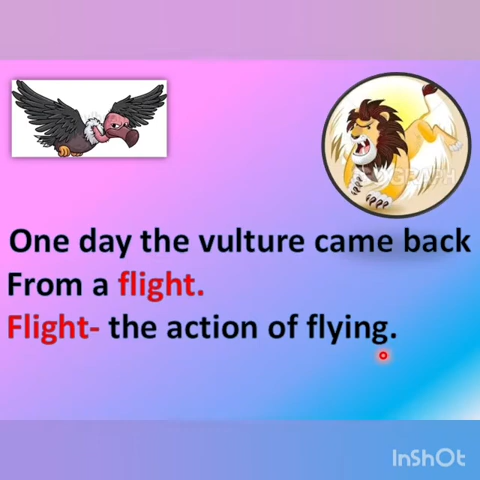 One day the vulture came back
From a flight.
Flight- the action of flying.
InShOt